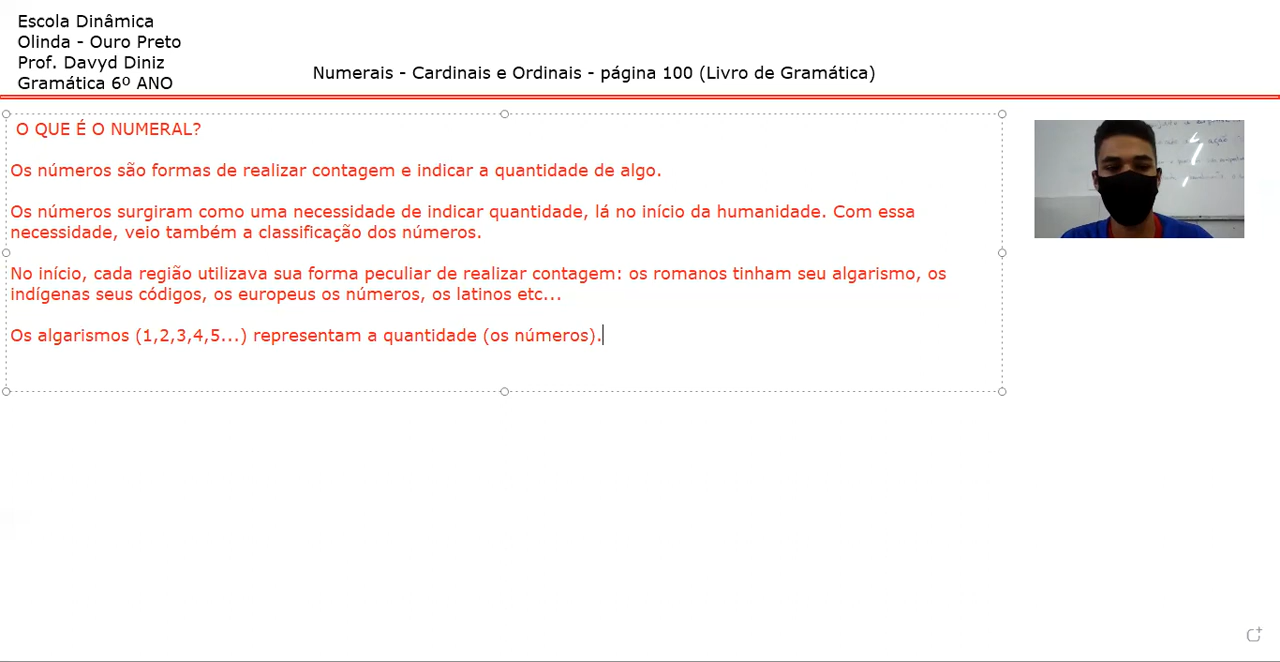 Escola Dinâmica
Olinda - Ouro Preto
Prof. Davyd Diniz
Gramática 6º ANO
Numerais - Cardinais e Ordinais - página 100 (Livro de Gramática)
O QUE É O NUMERAL?
Os números são formas de realizar contagem e indicar a quantidade de algo.
Os números surgiram como uma necessidade de indicar quantidade, lá no início da humanidade. Com essa
necessidade, veio também a classificação dos números.
No início, cada região utilizava sua forma peculiar de realizar contagem: os romanos tinham seu algarismo, os
indígenas seus códigos, os europeus os números, os latinos etc...
Os algarismos (1,2,3,4,5...) representam a quantidade (os números).